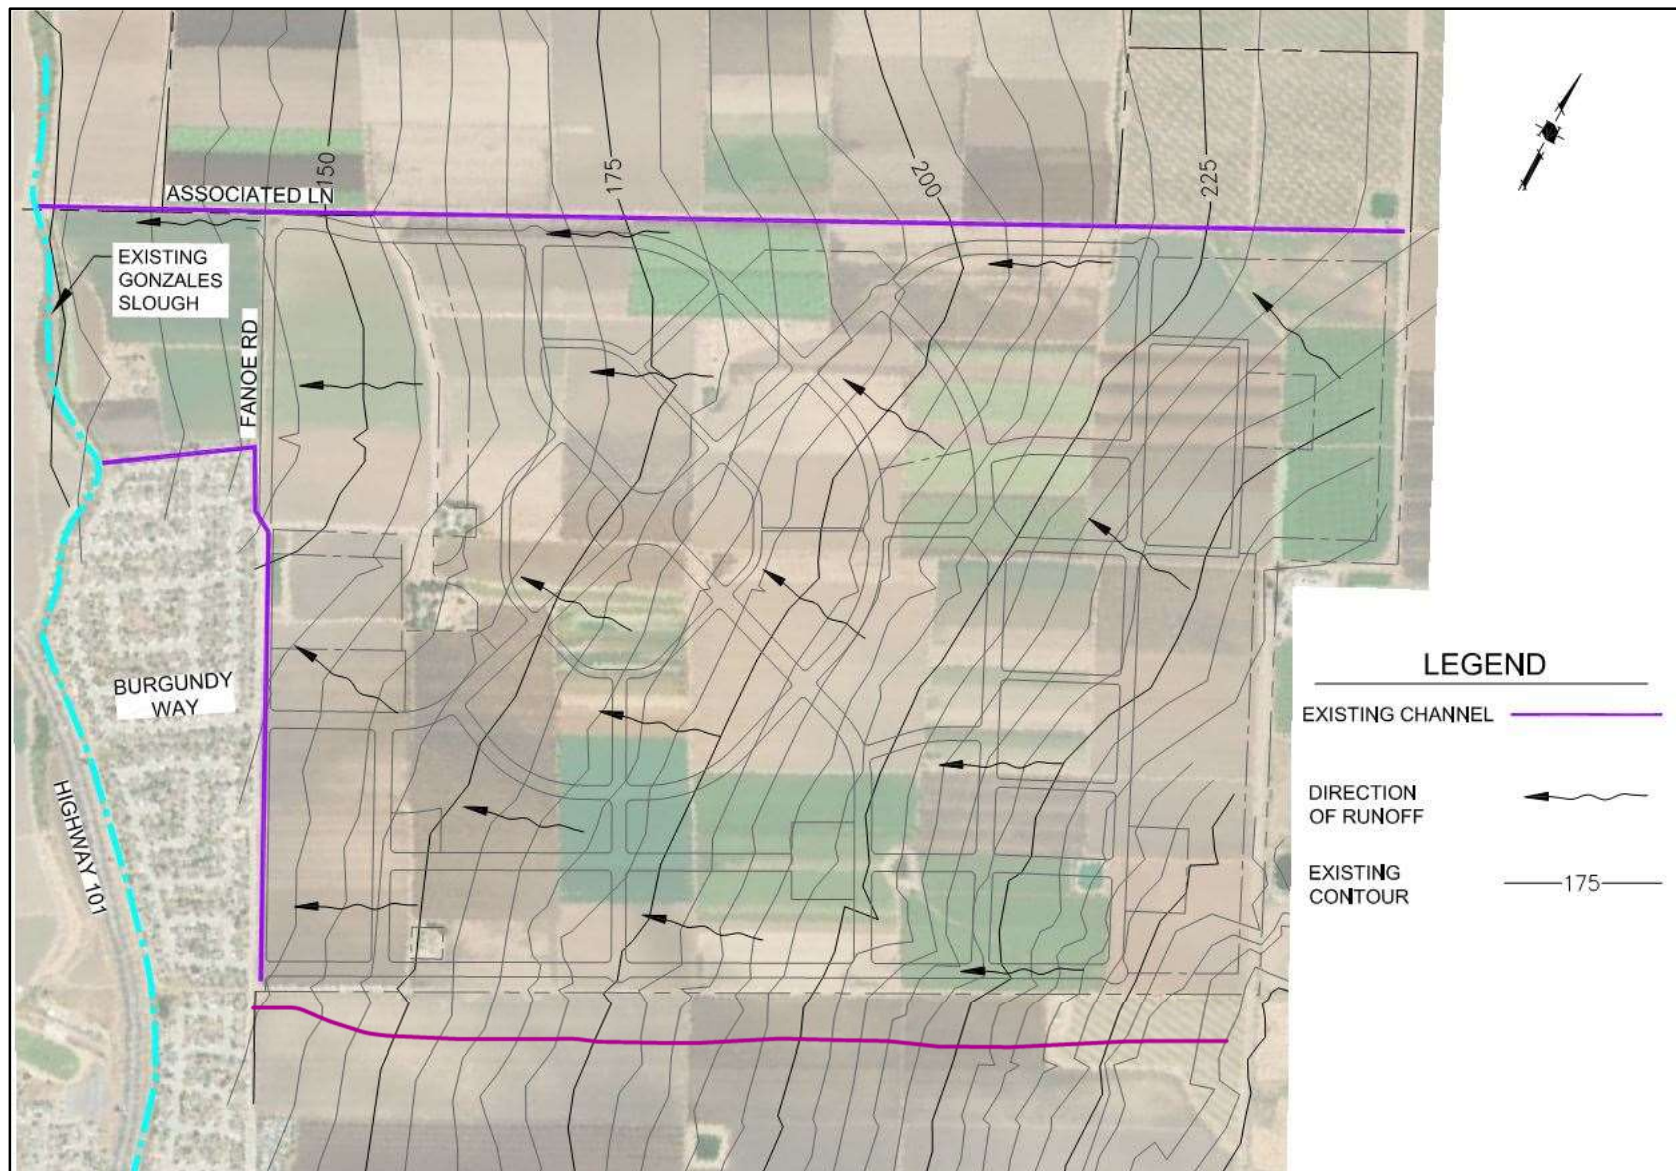 150
175
200
225
ASSOCIATED LN
EXISTING
GONZALES
SLOUGH
FANOE RD
BURGUNDY
WAY
HIGHWAY 101
LEGEND
EXISTING CHANNEL
DIRECTION
OF RUNOFF
EXISTING
CONTOUR
175